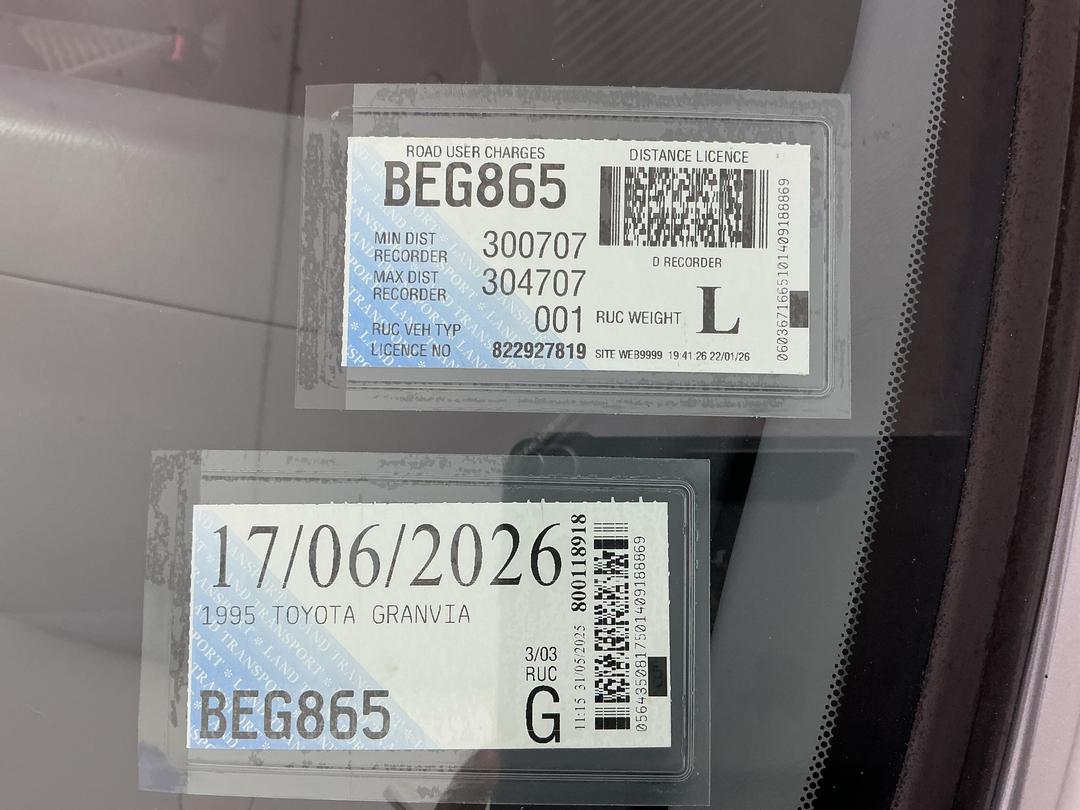 ROAD USER CHARGES
DISTANCE LICENCE
BEG865
MIN DIST RECORDER 300707
MAX DIST RECORDER 304707
D RECORDER
RUC VEH TYP 001
RUC WEIGHT L
LICENCE NO 822927819
SITE WEB9999 19:41:26 22/01/26
0603671665101409188869
17/06/2026
1995 TOYOTA GRANVIA
3/03
RUC
G
BEG865
11:15 31/05/2025 800118918
0564350817501409188869